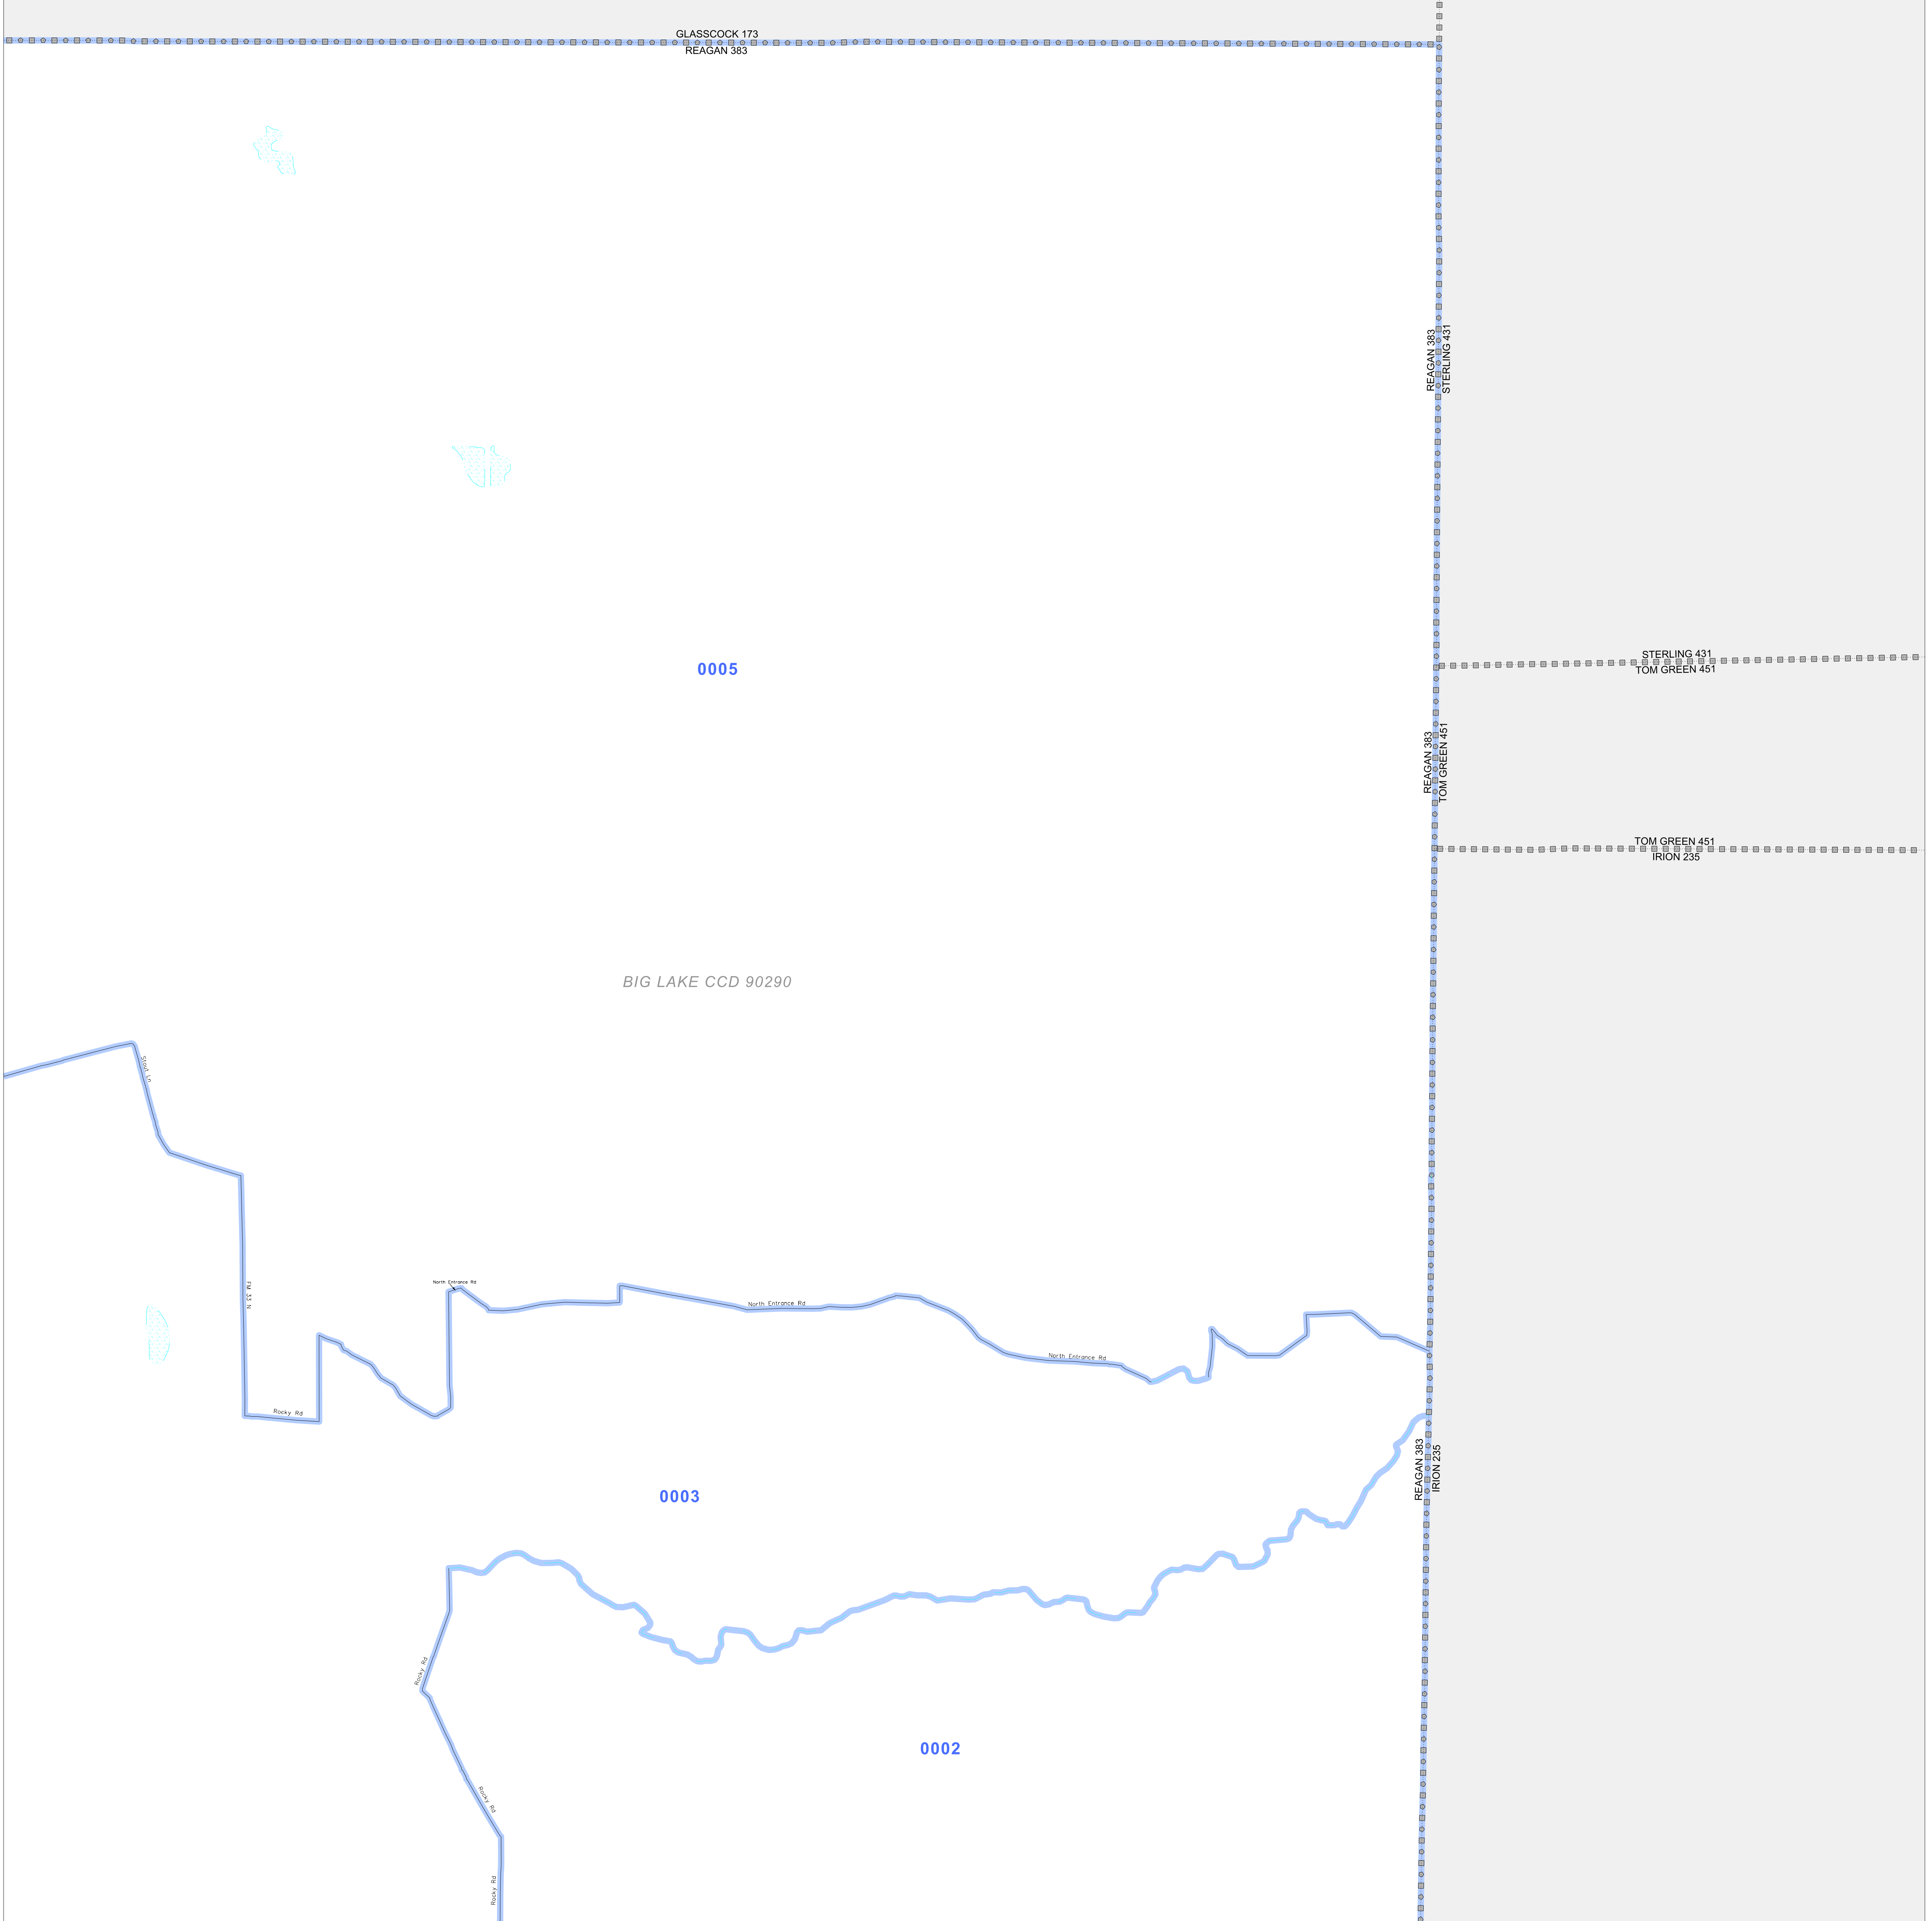 GLASSCOCK 173
REAGAN 383
REAGAN 383
STERLING 431
STERLING 431
TOM GREEN 451
0005
REAGAN 383
TOM GREEN 451
TOM GREEN 451
IRION 235
BIG LAKE CCD 90290
Stout Ln
FM 33 N
North Entrance Rd
North Entrance Rd
North Entrance Rd
Rocky Rd
REAGAN 383
IRION 235
0003
Rocky Rd
0002
Rocky Rd
Rocky Rd